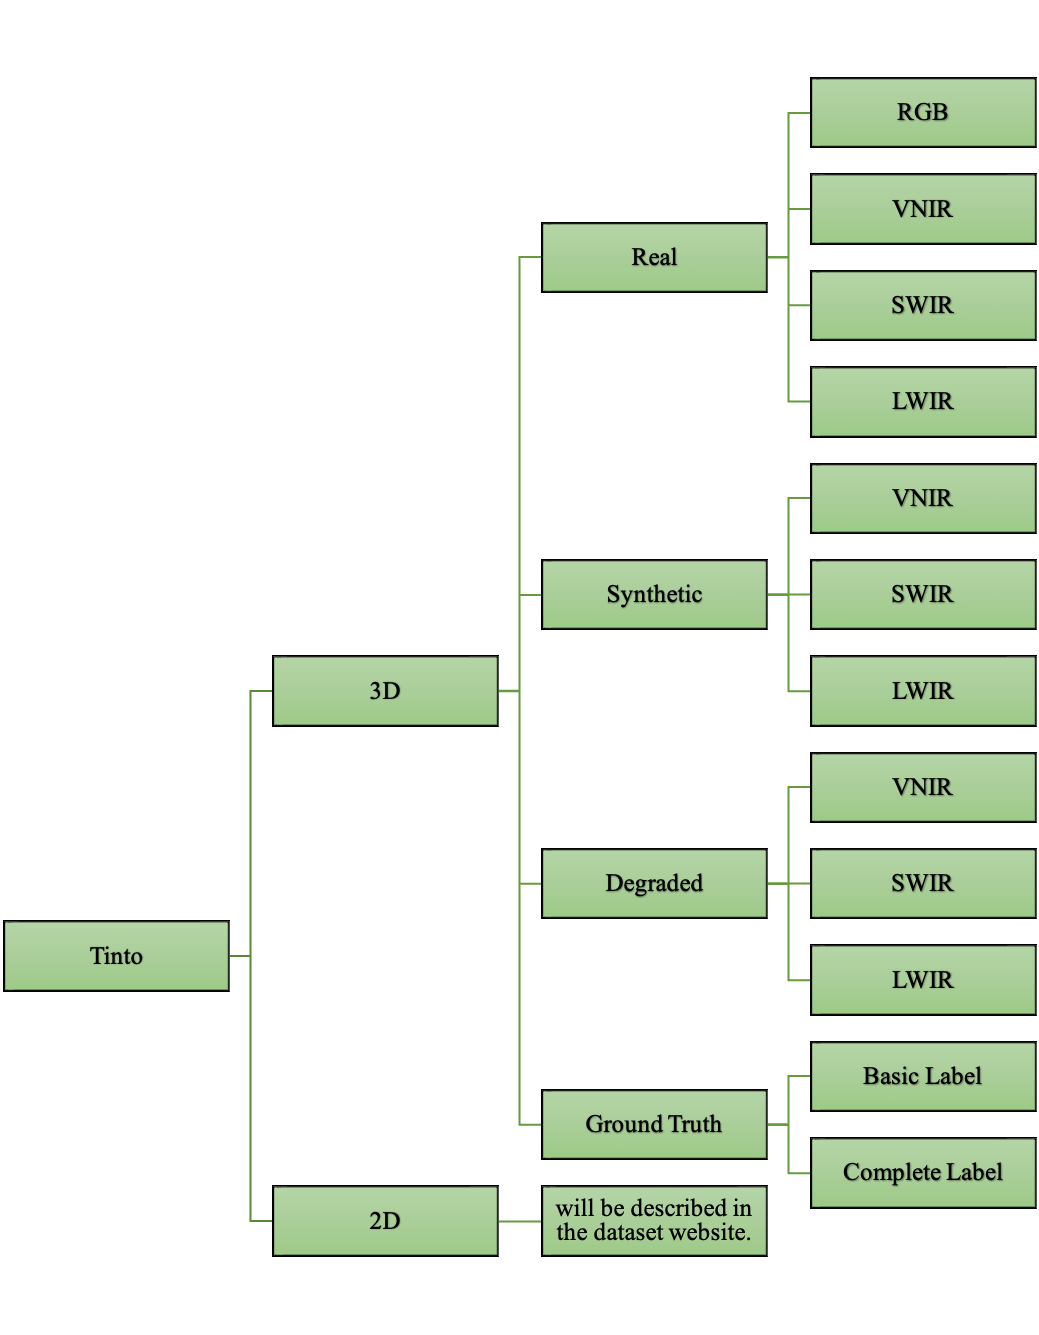 RGB
VNIR
Real
SWIR
LWIR
VNIR
Synthetic
SWIR
3D
LWIR
VNIR
Degraded
SWIR
Tinto
LWIR
Basic Label
Ground Truth
Complete Label
2D
will be described in
the dataset website.